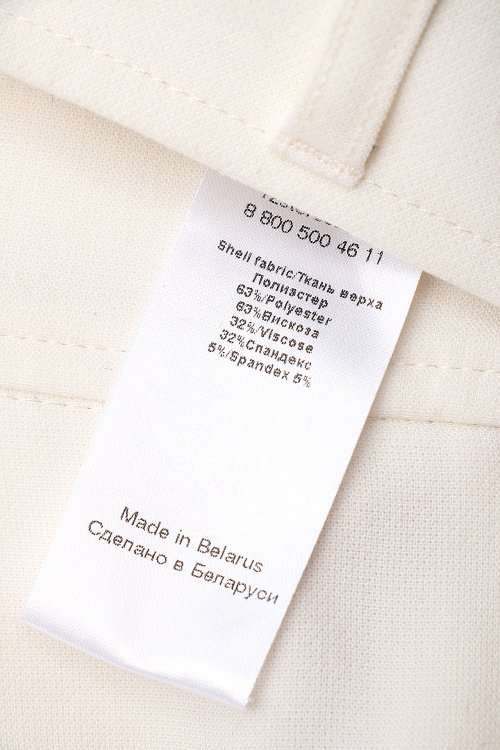 8 800 500 46 11
Shell fabric/Ткань верха
Полиэстер
63%/Polyester
63%Вискоза
32%/Viscose
32%Спандекс
5%/Spandex 5%
Made in Belarus
Сделано в Беларуси